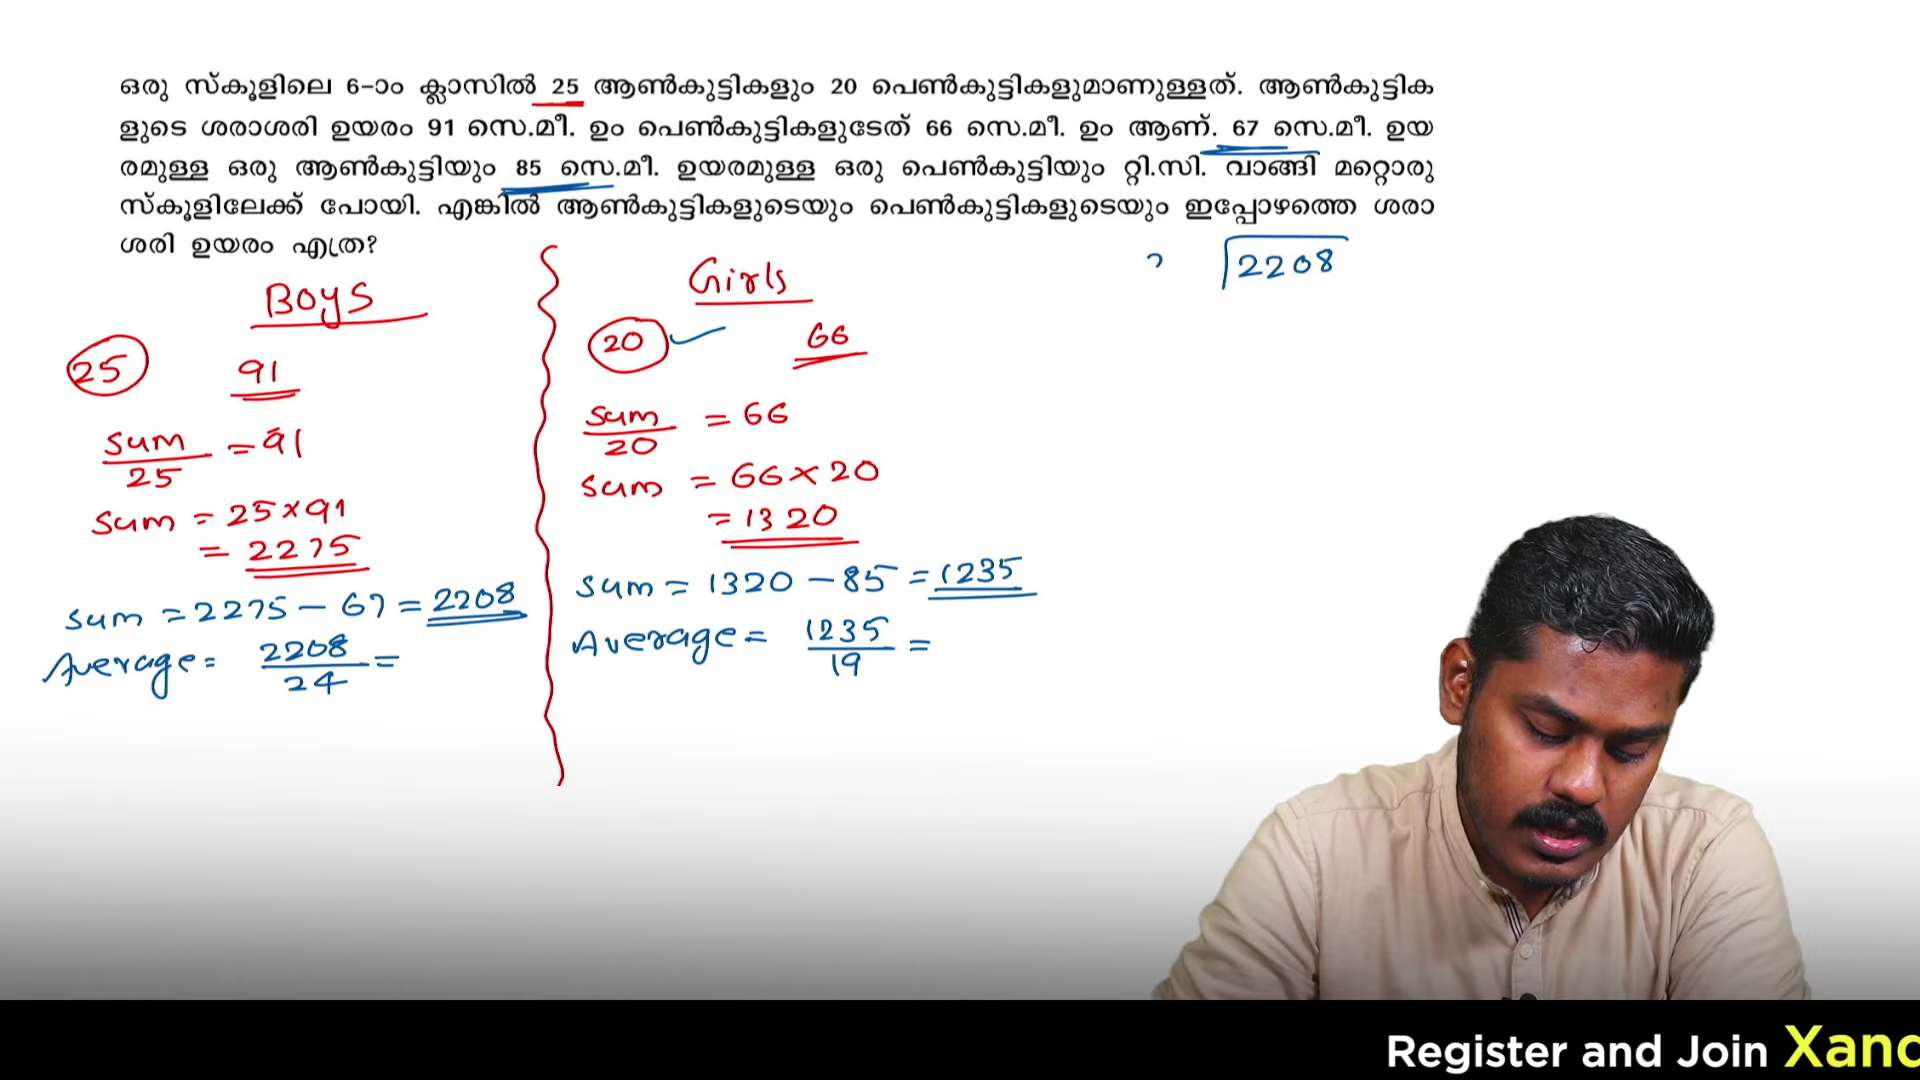 ഒരു സ്കൂളിലെ 6-ാം ക്ലാസിൽ 25 ആൺകുട്ടികളും 20 പെൺകുട്ടികളുമാണുള്ളത്. ആൺകുട്ടിക
ളുടെ ശരാശരി ഉയരം 91 സെ.മീ. ഉം പെൺകുട്ടികളുടേത് 66 സെ.മീ. ഉം ആണ്. 67 സെ.മീ. ഉയ
രമുള്ള ഒരു ആൺകുട്ടിയും 85 സെ.മീ. ഉയരമുള്ള ഒരു പെൺകുട്ടിയും റ്റി.സി. വാങ്ങി മറ്റൊരു
സ്കൂളിലേക്ക് പോയി. എങ്കിൽ ആൺകുട്ടികളുടെയും പെൺകുട്ടികളുടെയും ഇപ്പോഴത്തെ ശരാ
ശരി ഉയരം എത്ര?
2208
Boys
25 91
sum/25 = 91
sum = 25×91
= 2275
sum = 2275 - 67 = 2208
Average = 2208/24 =
Girls
20 66
sum/20 = 66
sum = 66×20
= 1320
sum = 1320 - 85 = 1235
Average = 1235/19 =
Register and Join Xanc